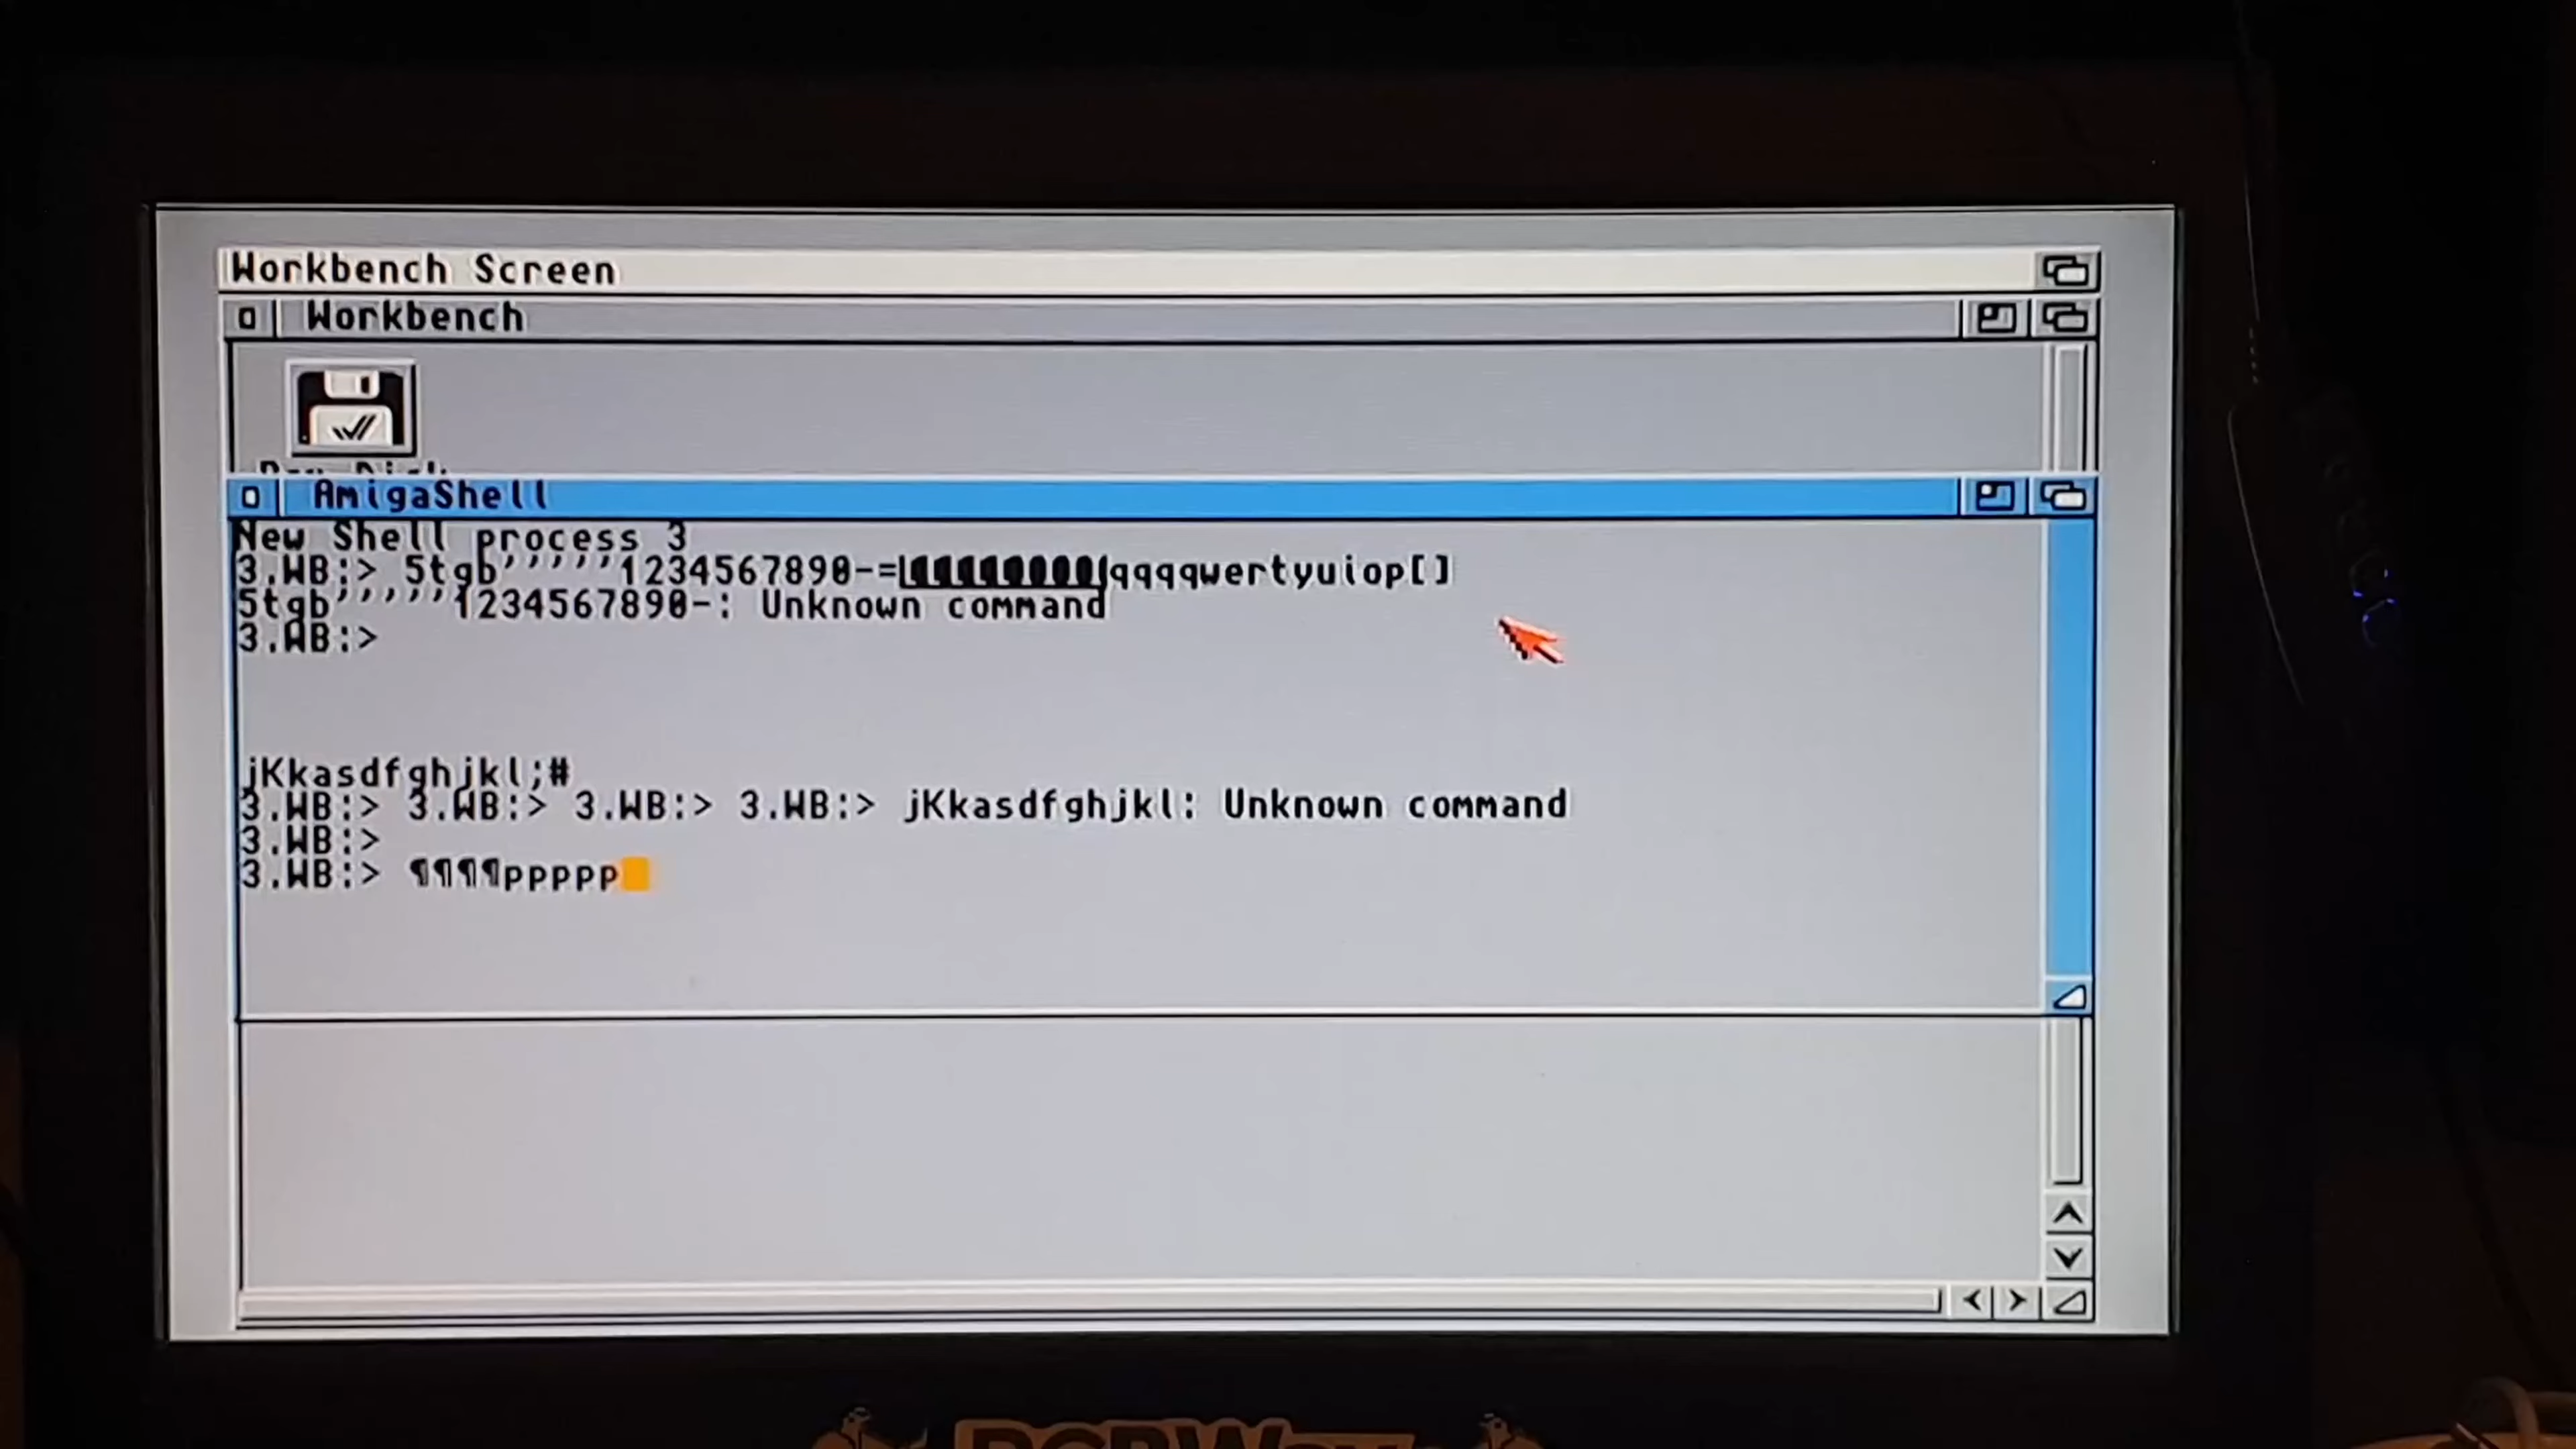 Workbench Screen
Workbench
AmigaShell
New Shell process 3
3.WB:> 5tgb'''''1234567890-= qqqqwertyuiop[]
5tgb'''''1234567890-: Unknown command
3.WB:>
jKkasdfghjkl;#
3.WB:> 3.WB:> 3.WB:> 3.WB:> jKkasdfghjkl: Unknown command
3.WB:>
3.WB:> ¶¶¶¶ppppp